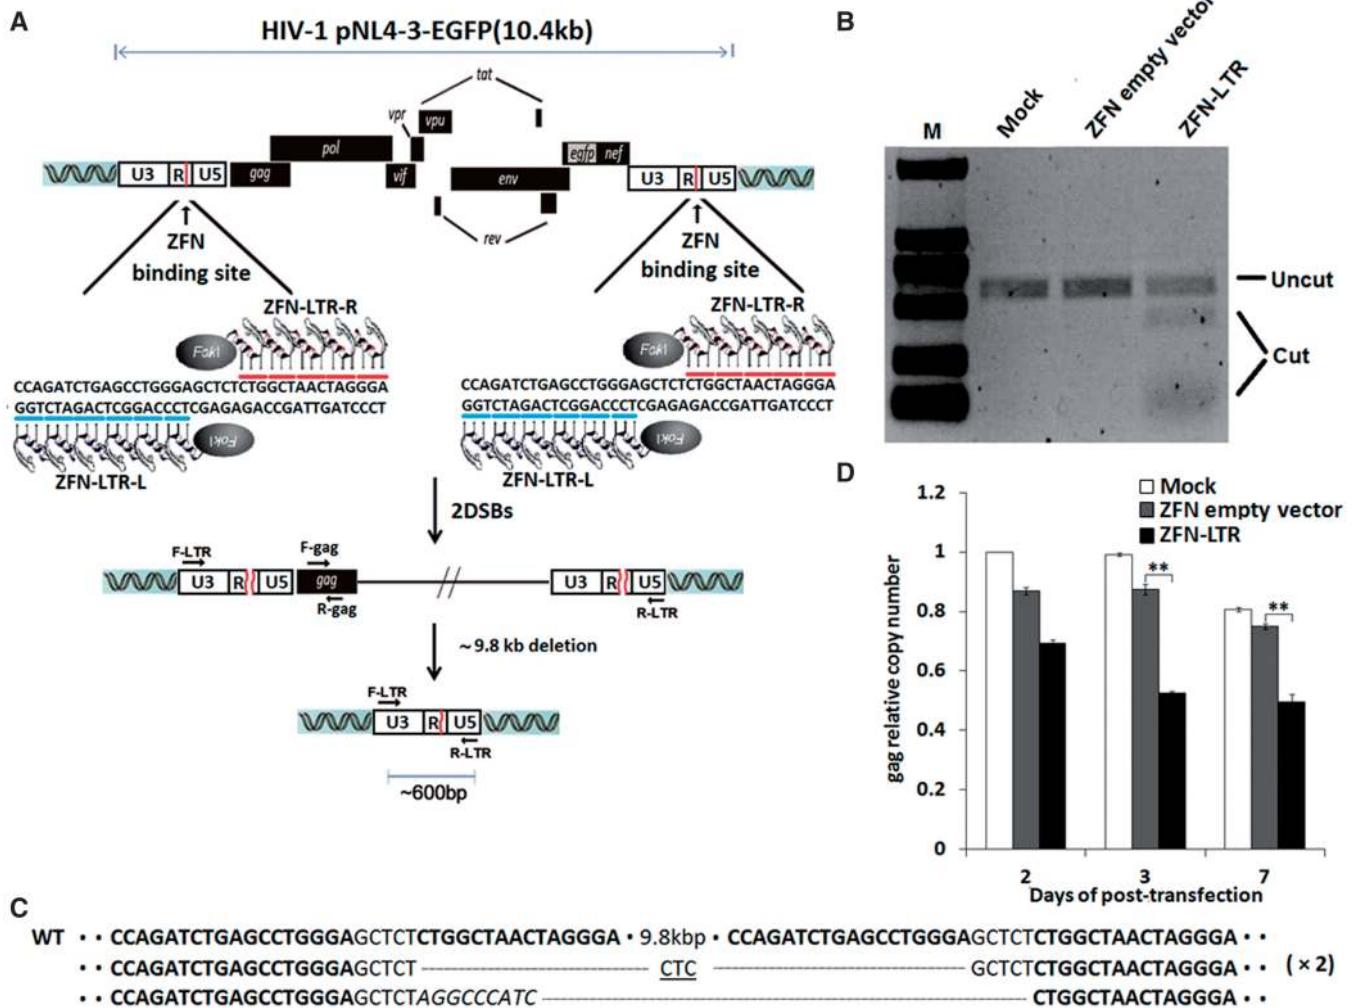 A
HIV-1 pNL4-3-EGFP(10.4kb)
tat
vpr
vpu
pol
egfp nef
U3 R U5
gag
vif
env
U3 R U5
rev
ZFN
binding site
ZFN
binding site
ZFN-LTR-R
ZFN-LTR-R
FokI
FokI
CCAGATCTGAGCCTGGGAGCTCTCTGGCTAACTAGGGA
GGTCTAGACTCGGACCCTCGAGAGACCGATTGATCCCT
CCAGATCTGAGCCTGGGAGCTCTCTGGCTAACTAGGGA
GGTCTAGACTCGGACCCTCGAGAGACCGATTGATCCCT
FokI
FokI
ZFN-LTR-L
ZFN-LTR-L
2DSBs
F-LTR
F-gag
U3 R U5
gag
U3 R U5
R-gag
R-LTR
~9.8 kb deletion
F-LTR
U3 R U5
R-LTR
~600bp
B
M
Mock
ZFN empty vector
ZFN-LTR
Uncut
Cut
D
Mock
ZFN empty vector
ZFN-LTR
gag relative copy number
1.2
1
0.8
0.6
0.4
0.2
0
**
**
2 3 7
Days of post-transfection
C
WT • • CCAGATCTGAGCCTGGGAGCTCTCTGGCTAACTAGGGA • 9.8kbp • CCAGATCTGAGCCTGGGAGCTCTCTGGCTAACTAGGGA • •
• • CCAGATCTGAGCCTGGGAGCTCT CTC GCTCTCTGGCTAACTAGGGA • • ( × 2)
• • CCAGATCTGAGCCTGGGAGCTCTAGGCCCATC CTGGCTAACTAGGGA • •